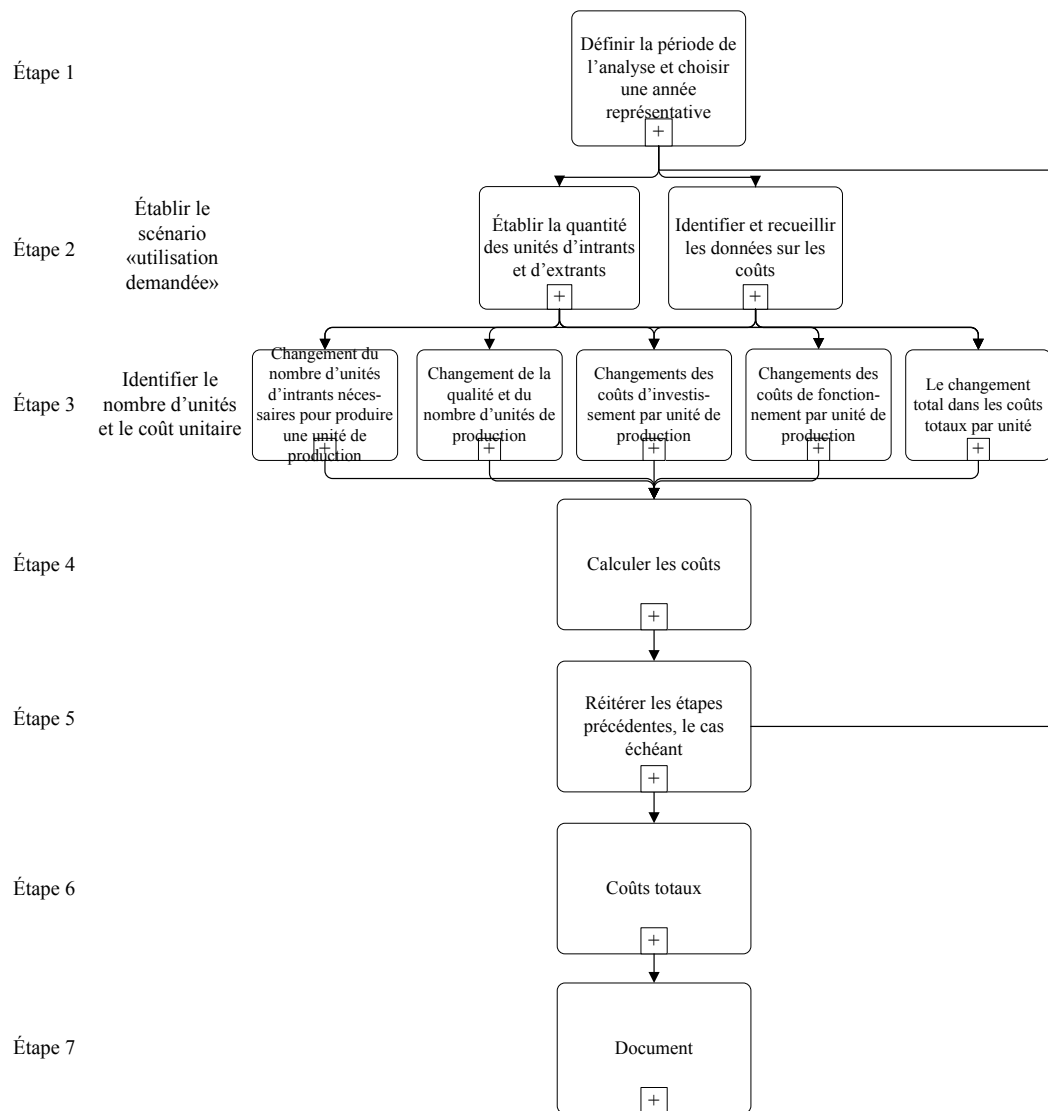 Étape 1
Définir la période de
l’analyse et choisir
une année
représentative
+
Étape 2
Établir le
scénario
«utilisation
demandée»
Établir la quantité
des unités d’intrants
et d’extrants
+
Identifier et recueillir
les données sur les
coûts
+
Étape 3
Identifier le
nombre d’unités
et le coût unitaire
Changement du
nombre d’unités
d’intrants néces-
saires pour produire
une unité de
production
+
Changement de la
qualité et du
nombre d’unités de
production
+
Changements des
coûts d’investis-
sement par unité de
production
+
Changements des
coûts de fonction-
nement par unité de
production
+
Le changement
total dans les coûts
totaux par unité
+
Étape 4
Calculer les coûts
+
Étape 5
Réitérer les étapes
précédentes, le cas
échéant
+
Étape 6
Coûts totaux
+
Étape 7
Document
+